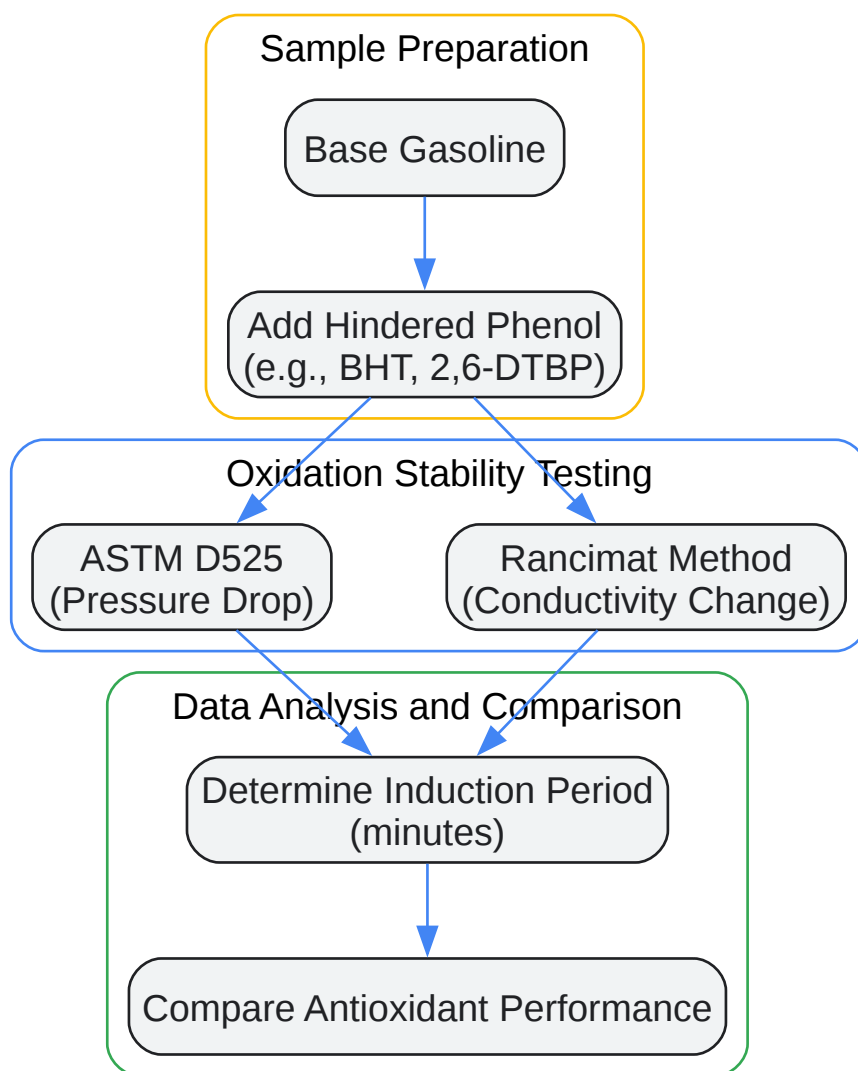 Sample Preparation
Base Gasoline
Add Hindered Phenol
(e.g., BHT, 2,6-DTBP)
Oxidation Stability Testing
ASTM D525
(Pressure Drop)
Rancimat Method
(Conductivity Change)
Data Analysis and Comparison
Determine Induction Period
(minutes)
Compare Antioxidant Performance